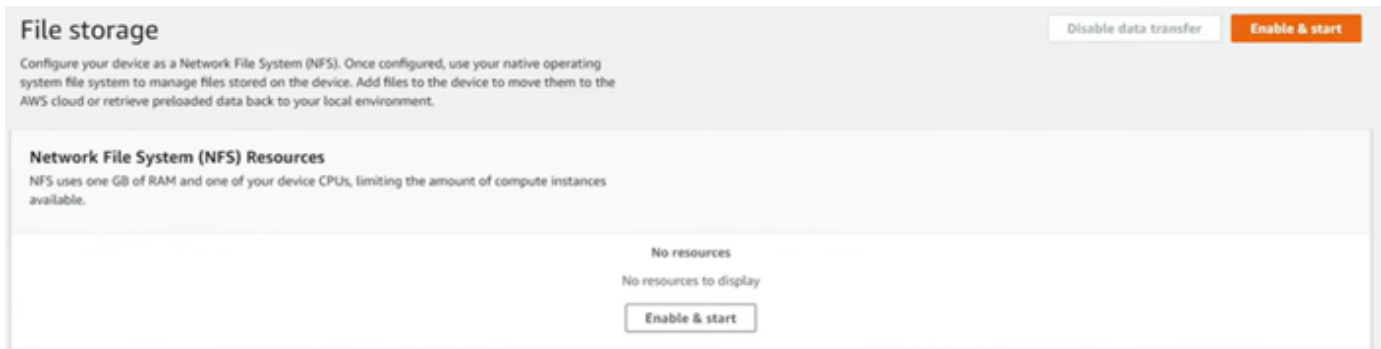 File storage
Disable data transfer
Enable & start
Configure your device as a Network File System (NFS). Once configured, use your native operating
system file system to manage files stored on the device. Add files to the device to move them to the
AWS cloud or retrieve preloaded data back to your local environment.
Network File System (NFS) Resources
NFS uses one GB of RAM and one of your device CPUs, limiting the amount of compute instances
available.
No resources
No resources to display
Enable & start